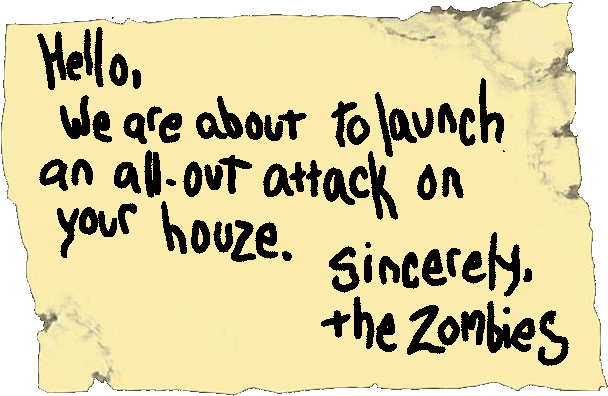 Hello,
We are about to launch
an all-out attack on
your houze.
sincerely,
the zombies